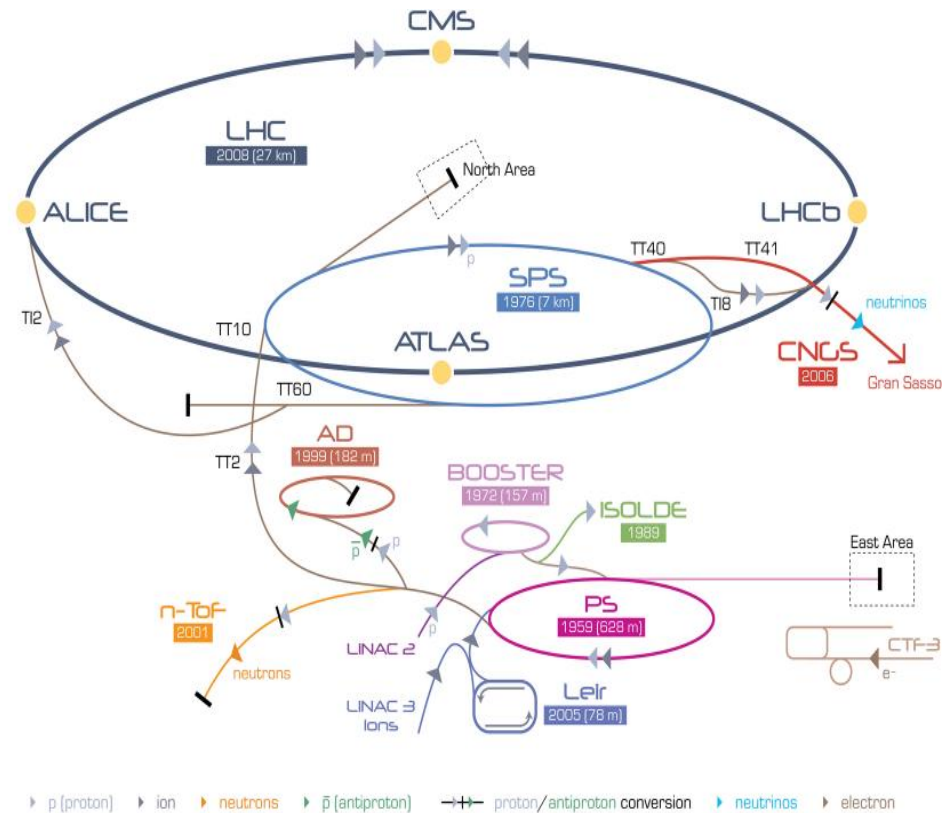 CMS
LHC
2008 (27 km)
North Area
ALICE
LHCb
TT40
TT41
p
SPS
1976 (7 km)
TI8
neutrinos
TI2
TT10
ATLAS
CNGS
2006
Gran Sasso
TT60
AD
1999 (182 m)
TT2
BOOSTER
1972 (157 m)
ISOLDE
1989
East Area
p̄
p
n-ToF
2001
PS
1959 (628 m)
p
LINAC 2
CTF-3
neutrons
e-
Leir
2005 (78 m)
LINAC 3
Ions
p (proton)
ion
neutrons
p̄ (antiproton)
proton/antiproton conversion
neutrinos
electron